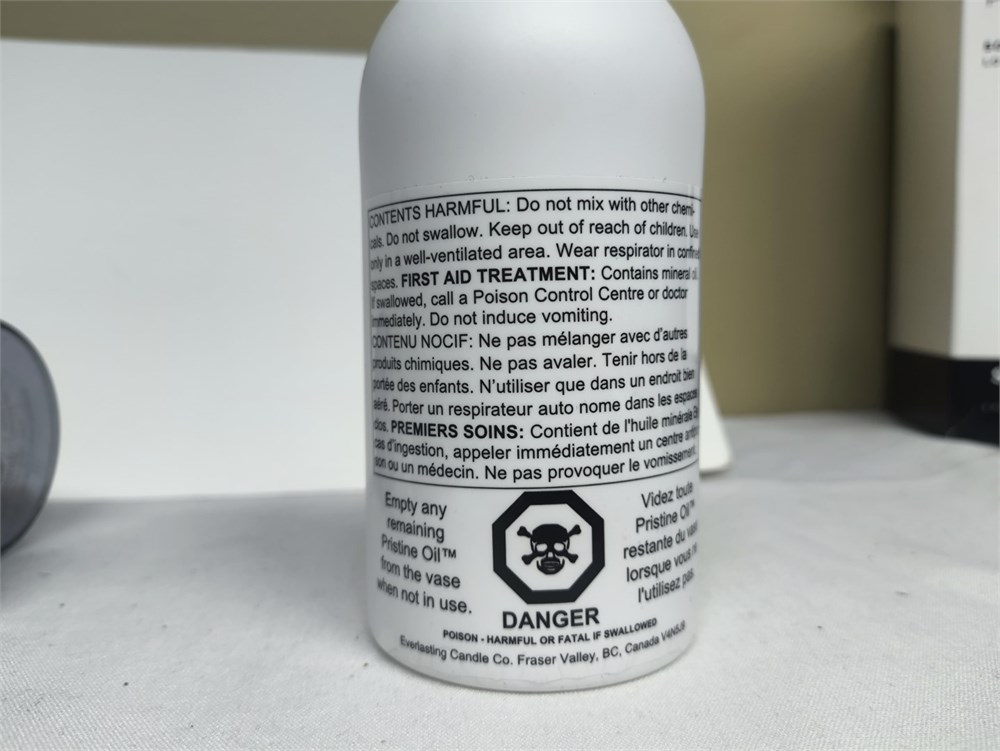 CONTENTS HARMFUL: Do not mix with other chemi-
cals. Do not swallow. Keep out of reach of children. Use
only in a well-ventilated area. Wear respirator in confined
spaces. FIRST AID TREATMENT: Contains mineral oil.
If swallowed, call a Poison Control Centre or doctor
immediately. Do not induce vomiting.
CONTENU NOCIF: Ne pas mélanger avec d'autres
produits chimiques. Ne pas avaler. Tenir hors de la
portée des enfants. N'utiliser que dans un endroit bien
aéré. Porter un respirateur auto nome dans les espaces
clos. PREMIERS SOINS: Contient de l'huile minérale
cas d'ingestion, appeler immédiatement un centre
son ou un médecin. Ne pas provoquer le vomissement.
Empty any
remaining
Pristine Oil™
from the vase
when not in use.
DANGER
POISON - HARMFUL OR FATAL IF SWALLOWED
Everlasting Candle Co. Fraser Valley, BC, Canada
Videz toute
Pristine Oil™
restante du vase
lorsque vous ne
l'utilisez pas.